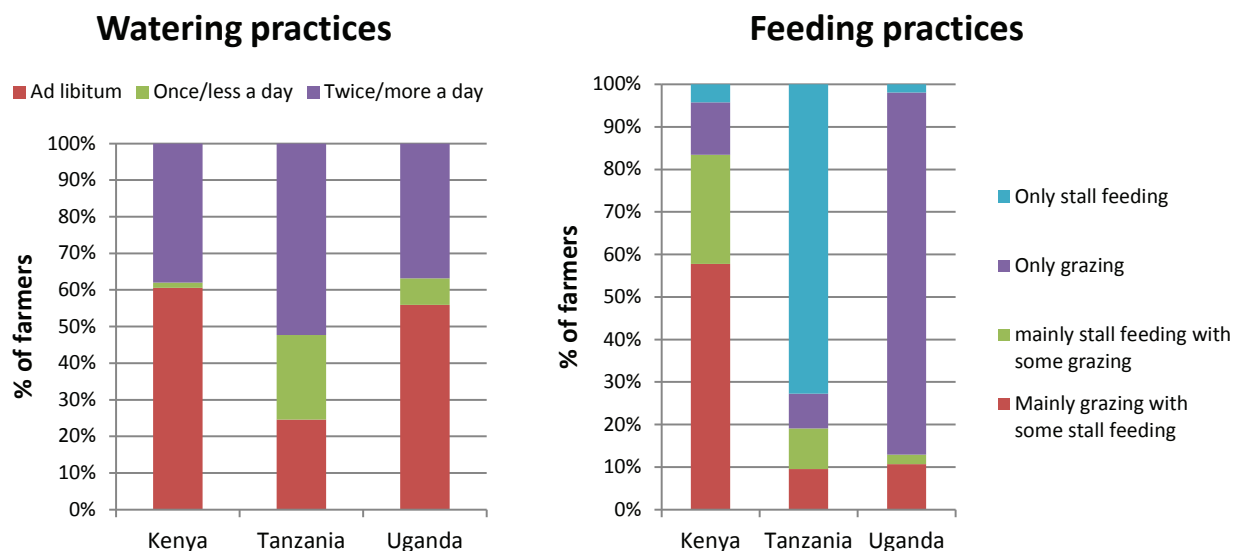 Watering practices
Ad libitum Once/less a day Twice/more a day
% of farmers
100%
90%
80%
70%
60%
50%
40%
30%
20%
10%
0%
Kenya Tanzania Uganda
Feeding practices
% of farmers
100%
90%
80%
70%
60%
50%
40%
30%
20%
10%
0%
Kenya Tanzania Uganda
Only stall feeding
Only grazing
mainly stall feeding with
some grazing
Mainly grazing with
some stall feeding